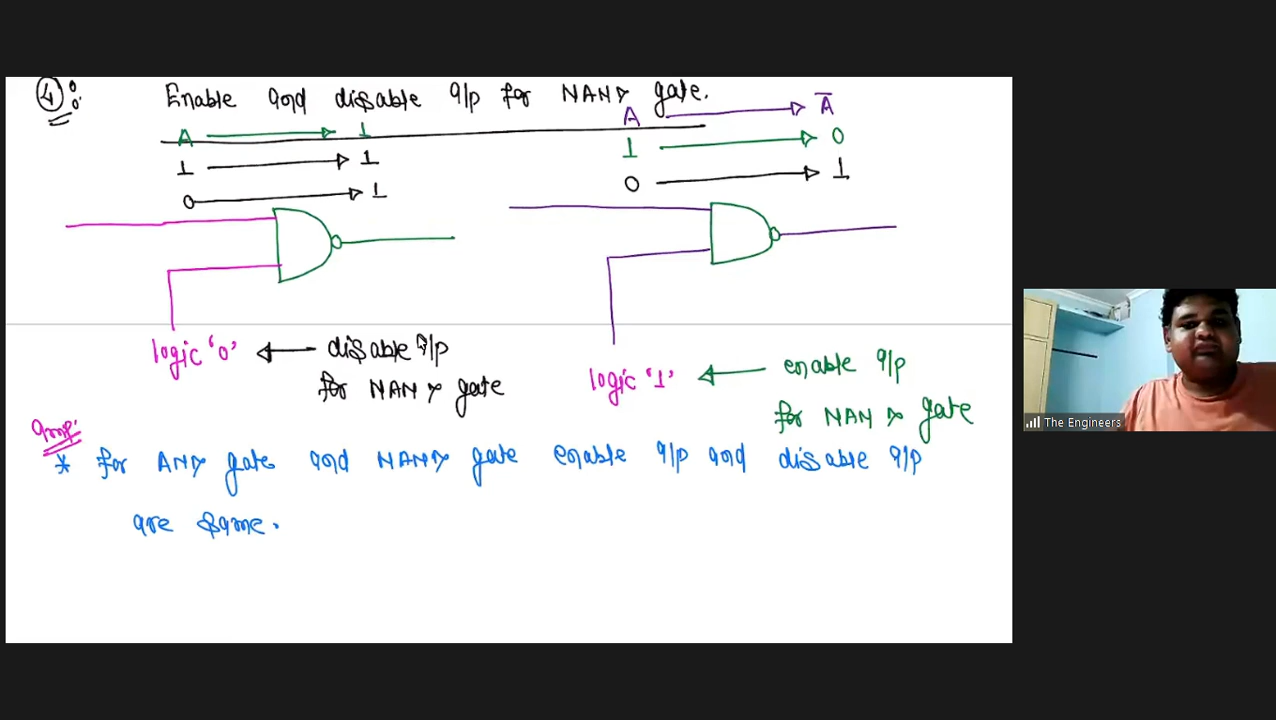 4:
Enable and disable i/p for NAND gate.
A → 1
1 → 1
0 → 1
A → A̅
1 → 0
0 → 1
logic '0' ← disable i/p
for NAND gate
logic '1' ← enable i/p
for NAND gate
Imp:
* for AND gate and NAND gate enable i/p and disable i/p
are same.
The Engineers